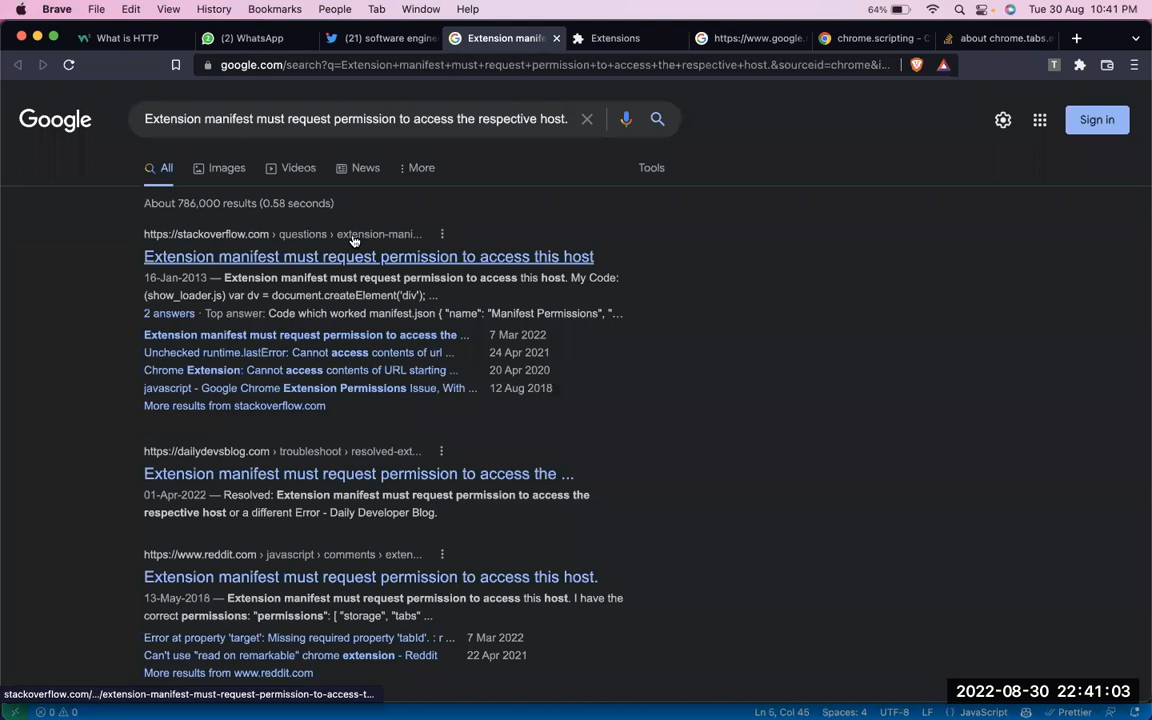 Brave File Edit View History Bookmarks People Tab Window Help 64% Tue 30 Aug 10:41 PM
What is HTTP (2) WhatsApp (21) software engine Extension manife Extensions https://www.google. chrome.scripting - C about chrome.tabs.e
google.com/search?q=Extension+manifest+must+request+permission+to+access+the+respective+host.&sourceid=chrome&i...
Google Extension manifest must request permission to access the respective host. Sign in
All Images Videos News More Tools
About 786,000 results (0.58 seconds)
https://stackoverflow.com › questions › extension-mani...
Extension manifest must request permission to access this host
16-Jan-2013 — Extension manifest must request permission to access this host. My Code:
(show_loader.js) var dv = document.createElement('div'); ...
2 answers · Top answer: Code which worked manifest.json { "name": "Manifest Permissions", "...
Extension manifest must request permission to access the ... 7 Mar 2022
Unchecked runtime.lastError: Cannot access contents of url ... 24 Apr 2021
Chrome Extension: Cannot access contents of URL starting ... 20 Apr 2020
javascript - Google Chrome Extension Permissions Issue, With ... 12 Aug 2018
More results from stackoverflow.com
https://dailydevsblog.com › troubleshoot › resolved-ext...
Extension manifest must request permission to access the ...
01-Apr-2022 — Resolved: Extension manifest must request permission to access the
respective host or a different Error - Daily Developer Blog.
https://www.reddit.com › javascript › comments › exten...
Extension manifest must request permission to access this host.
13-May-2018 — Extension manifest must request permission to access this host. I have the
correct permissions: "permissions": [ "storage", "tabs" ...
Error at property 'target': Missing required property 'tabId'. : r ... 7 Mar 2022
Can't use "read on remarkable" chrome extension - Reddit 22 Apr 2021
More results from www.reddit.com
stackoverflow.com/.../extension-manifest-must-request-permission-to-access-t...
2022-08-30 22:41:03
0 0 Ln 5, Col 45 Spaces: 4 UTF-8 LF {} JavaScript Prettier